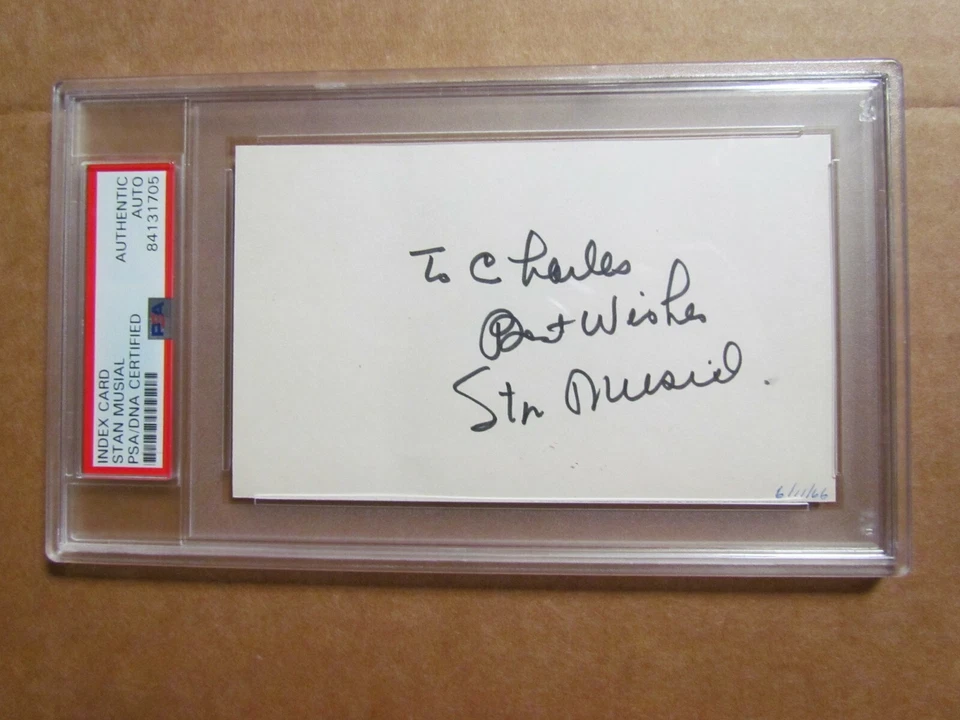 INDEX CARD
STAN MUSIAL
PSA/DNA CERTIFIED
AUTHENTIC
AUTO
84131705
PSA
To Charles
Best Wishes
Stan Musial.
6/11/66